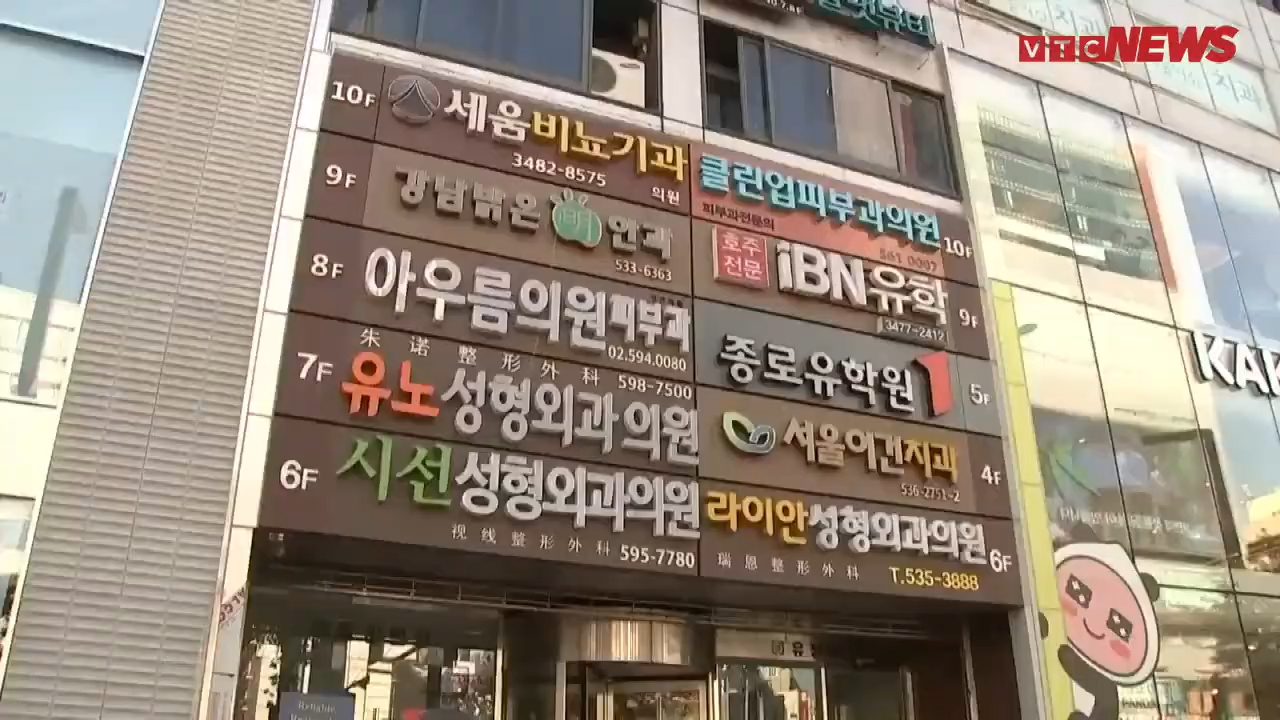 VTC NEWS
치과
10F 세움비뇨기과
3482-8575 의원
클린업피부과의원 10F
피부과전문의
9F 강남밝은 明 안과
533-6363
호주
전문
iBN유학 9F
3477-2412
8F 아우름의원피부과
02.594.0080
종로유학원 5F
朱诺整形外科 598-7500
7F 유노성형외과의원
서울이건치과 4F
536-2751~2
6F 시선성형외과의원
视线整形外科 595-7780
라이안성형외과의원 6F
瑞恩整形外科 T.535-3888
KAK
Reliable